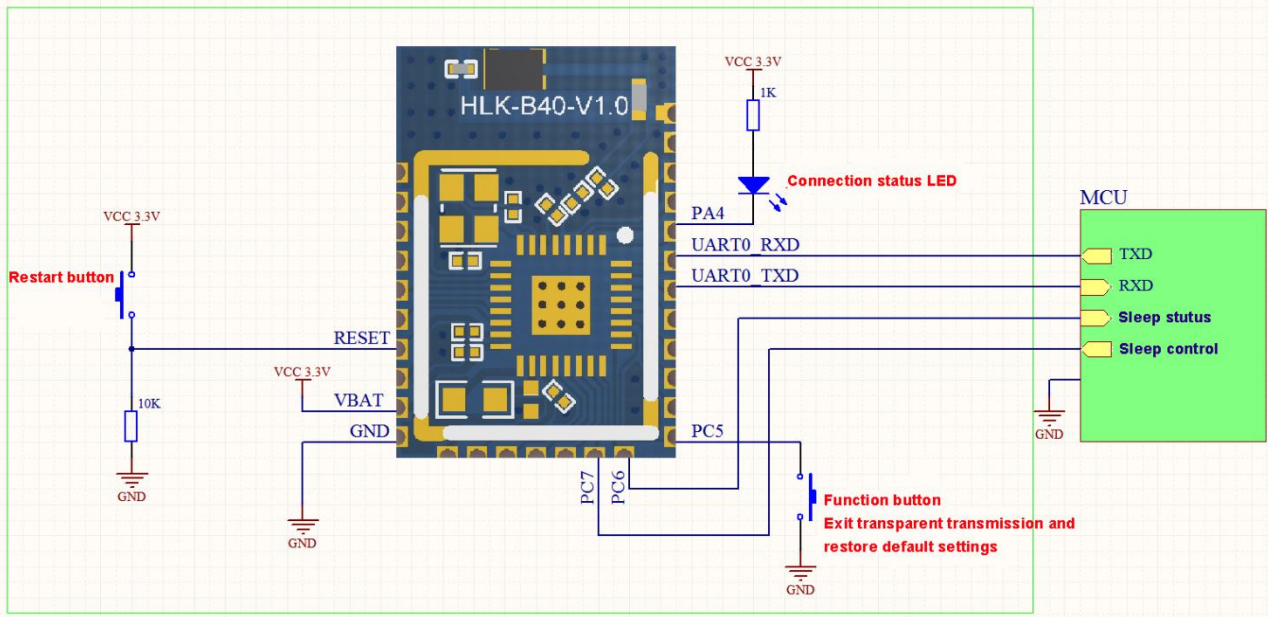 HLK-B40-V1.0
VCC 3.3V
1K
Connection status LED
PA4
UART0_RXD
UART0_TXD
MCU
TXD
RXD
Sleep stutus
Sleep control
GND
VCC 3.3V
Restart button
RESET
10K
GND
VCC 3.3V
VBAT
GND
GND
PC7
PC6
PC5
Function button
Exit transparent transmission and
restore default settings
GND